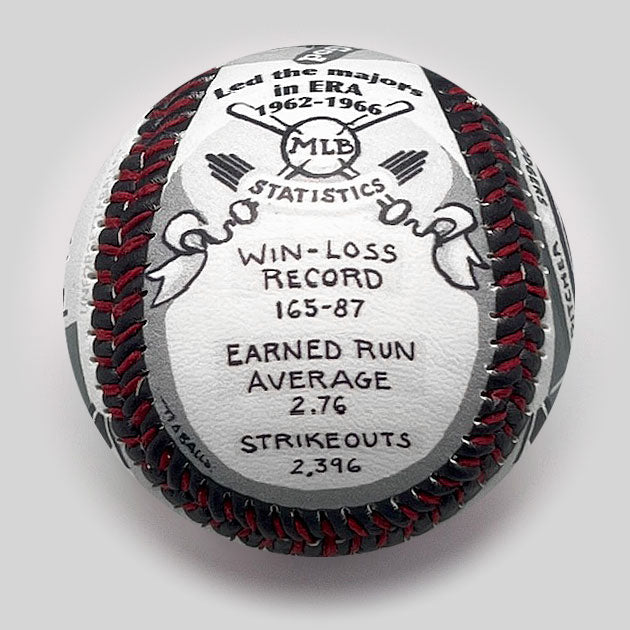 Led the majors
in ERA
1962-1966
MLB
STATISTICS
WIN-LOSS
RECORD
165-87
EARNED RUN
AVERAGE
2.76
STRIKEOUTS
2,396